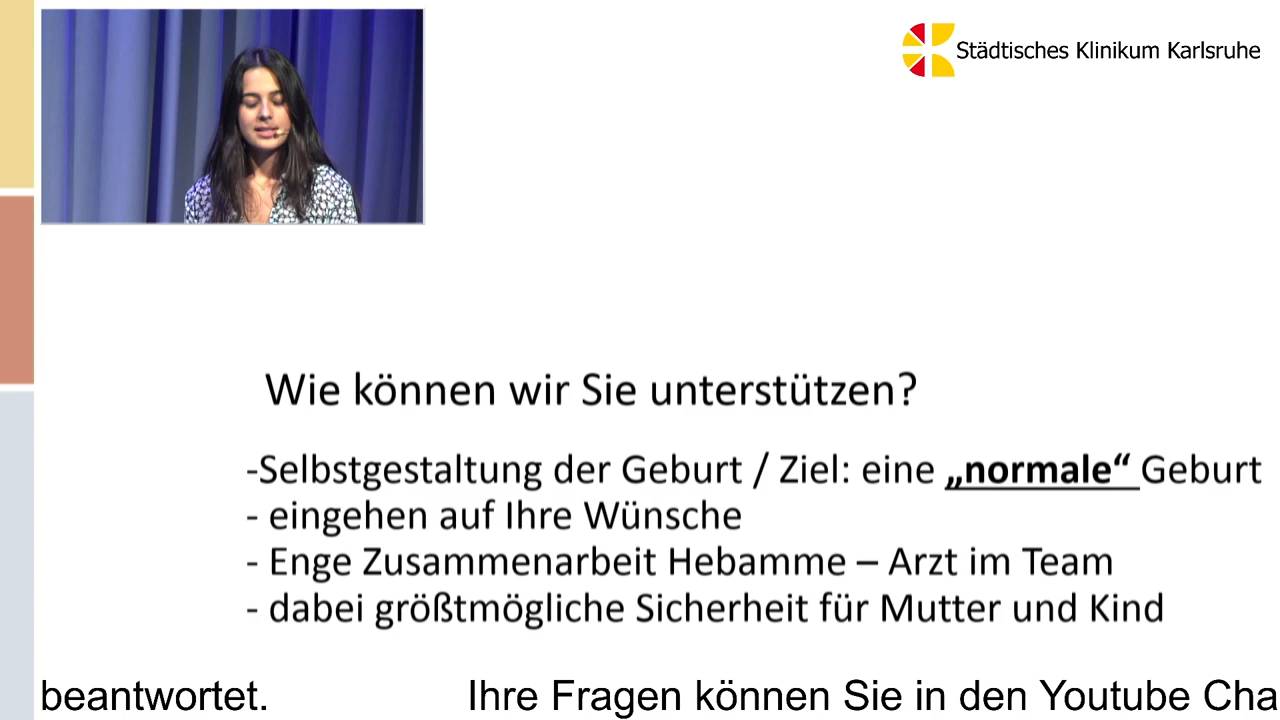 Städtisches Klinikum Karlsruhe
Wie können wir Sie unterstützen?
-Selbstgestaltung der Geburt / Ziel: eine „normale“ Geburt
- eingehen auf Ihre Wünsche
- Enge Zusammenarbeit Hebamme – Arzt im Team
- dabei größtmögliche Sicherheit für Mutter und Kind
beantwortet. Ihre Fragen können Sie in den Youtube Cha